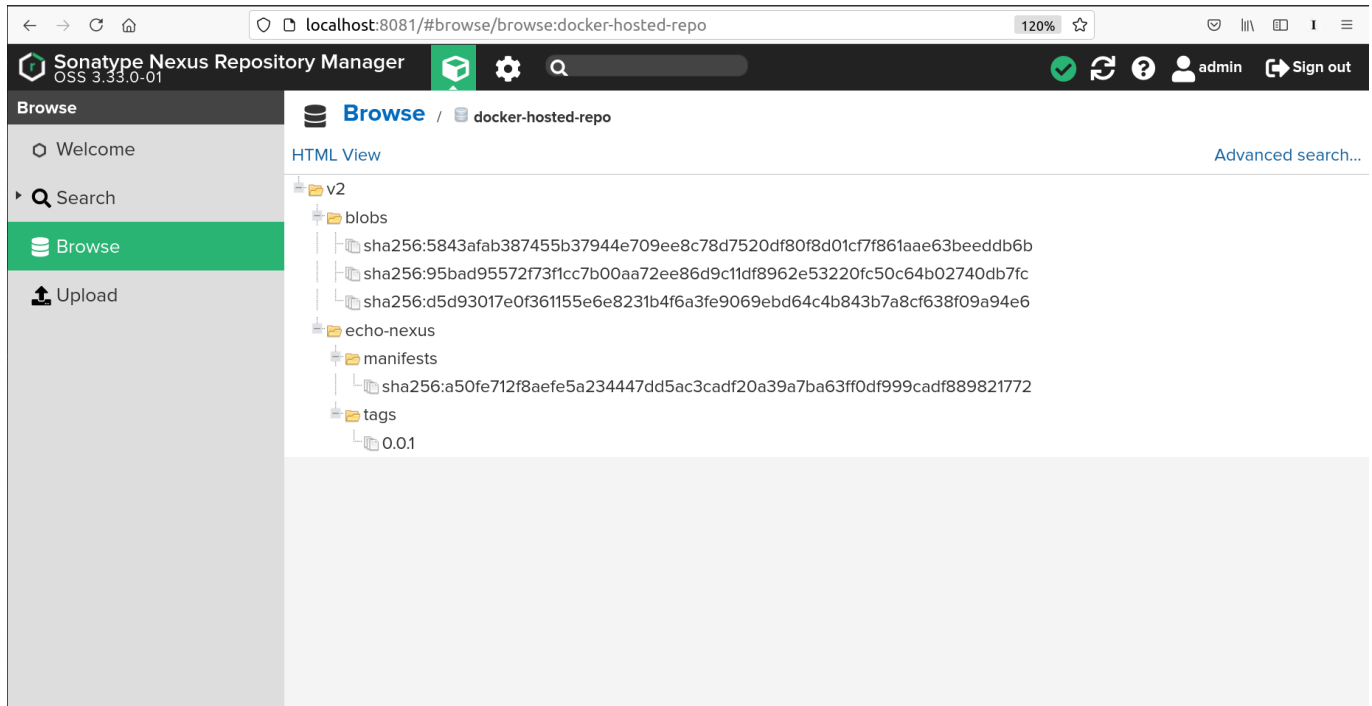 localhost:8081/#browse/browse:docker-hosted-repo 120%
Sonatype Nexus Repository Manager
OSS 3.33.0-01
admin Sign out
Browse
Browse / docker-hosted-repo
Welcome
HTML View Advanced search...
Search
Browse
Upload
v2
blobs
sha256:5843afab387455b37944e709ee8c78d7520df80f8d01cf7f861aae63beeddb6b
sha256:95bad95572f73f1cc7b00aa72ee86d9c11df8962e53220fc50c64b02740db7fc
sha256:d5d93017e0f361155e6e8231b4f6a3fe9069ebd64c4b843b7a8cf638f09a94e6
echo-nexus
manifests
sha256:a50fe712f8aefe5a234447dd5ac3cadf20a39a7ba63ff0df999cadf889821772
tags
0.0.1